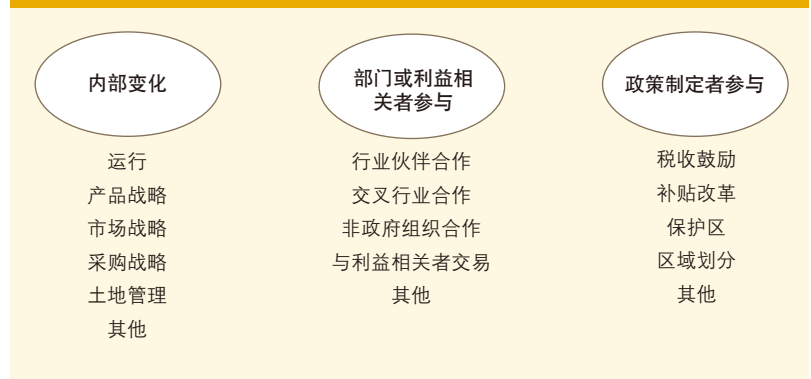 内部变化
运行
产品战略
市场战略
采购战略
土地管理
其他
部门或利益相
关者参与
行业伙伴合作
交叉行业合作
非政府组织合作
与利益相关者交易
其他
政策制定者参与
税收鼓励
补贴改革
保护区
区域划分
其他